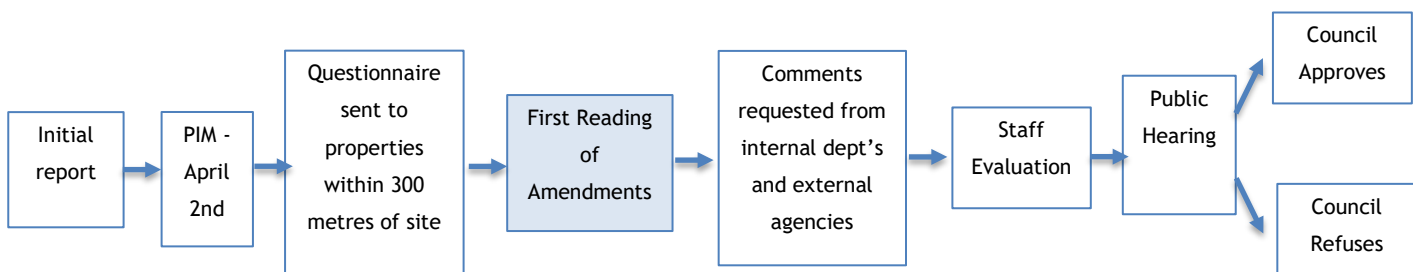 Initial
report
PIM -
April
2nd
Questionnaire
sent to
properties
within 300
metres of site
First Reading
of
Amendments
Comments
requested from
internal dept’s
and external
agencies
Staff
Evaluation
Public
Hearing
Council
Approves
Council
Refuses